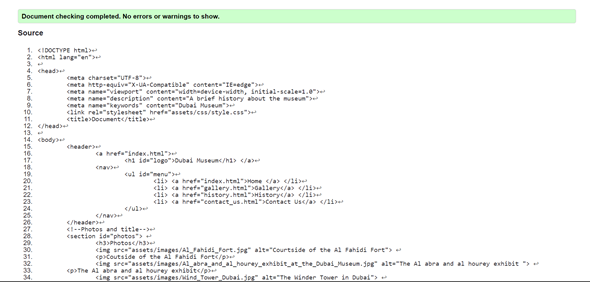 Document checking completed. No errors or warnings to show.
Source
1. <!DOCTYPE html>↩
2. <html lang="en">↩
3. ↩
4. <head>↩
5. <meta charset="UTF-8">↩
6. <meta http-equiv="X-UA-Compatible" content="IE=edge">↩
7. <meta name="viewport" content="width=device-width, initial-scale=1.0">↩
8. <meta name="description" content="A brief history about the museum">↩
9. <meta name="keywords" content="Dubai Museum">↩
10. <link rel="stylesheet" href="assets/css/style.css">↩
11. <title>Document</title>↩
12. </head>↩
13. ↩
14. <body>↩
15. <header>↩
16. <a href="index.html">↩
17. <h1 id="logo">Dubai Museum</h1> </a>↩
18. <nav>↩
19. <ul id="menu">↩
20. <li> <a href="index.html">Home </a> </li>↩
21. <li> <a href="gallery.html">Gallery</a> </li>↩
22. <li> <a href="history.html">History</a> </li>↩
23. <li> <a href="contact_us.html">Contact Us</a> </li>↩
24. </ul>↩
25. </nav>↩
26. </header>↩
27. <!--Photos and title-->↩
28. <section id="photos"> ↩
29. <h3>Photos</h3>↩
30. <img src="assets/images/Al_Fahidi_Fort.jpg" alt="Courtside of the Al Fahidi Fort"> ↩
31. <p>Coutside of the Al Fahidi Fort</p>↩
32. <img src="assets/images/Al_abra_and_al_hourey_exhibit_at_the_Dubai_Museum.jpg" alt="The Al abra and al hourey exhibit "> ↩
33. <p>The Al abra and al hourey exhibit</p>↩
34. <img src="assets/images/Wind_Tower_Dubai.jpg" alt="The Winder Tower in Dubai"> ↩